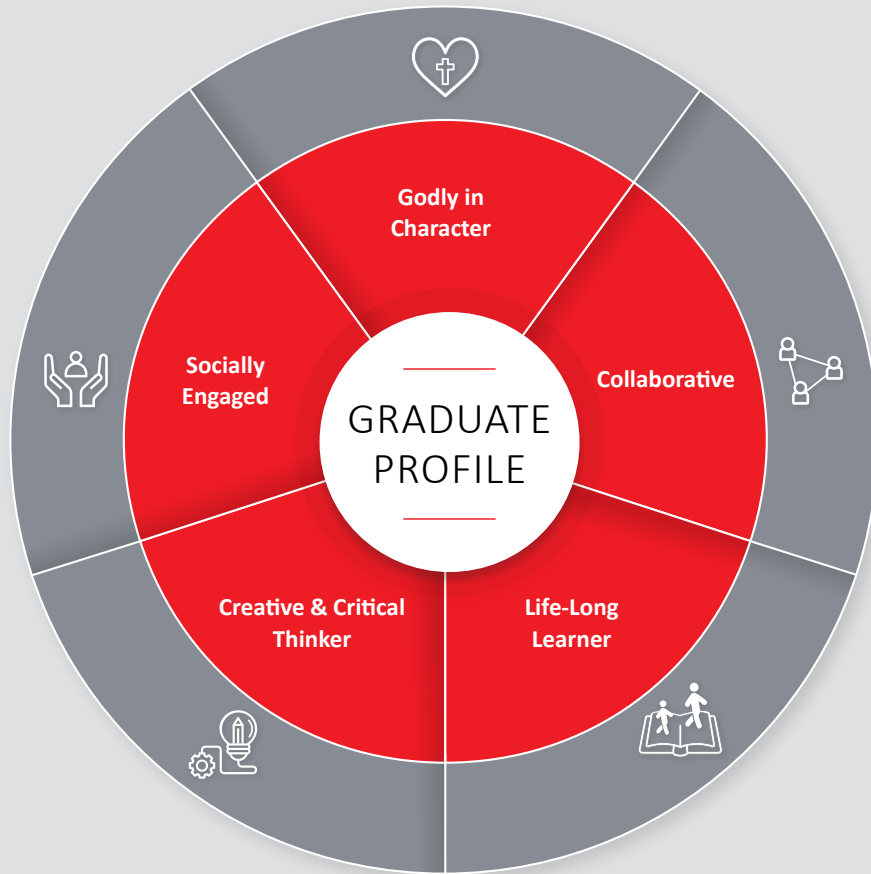 Godly in
Character
Socially
Engaged
Collaborative
GRADUATE
PROFILE
Creative & Critical
Thinker
Life-Long
Learner